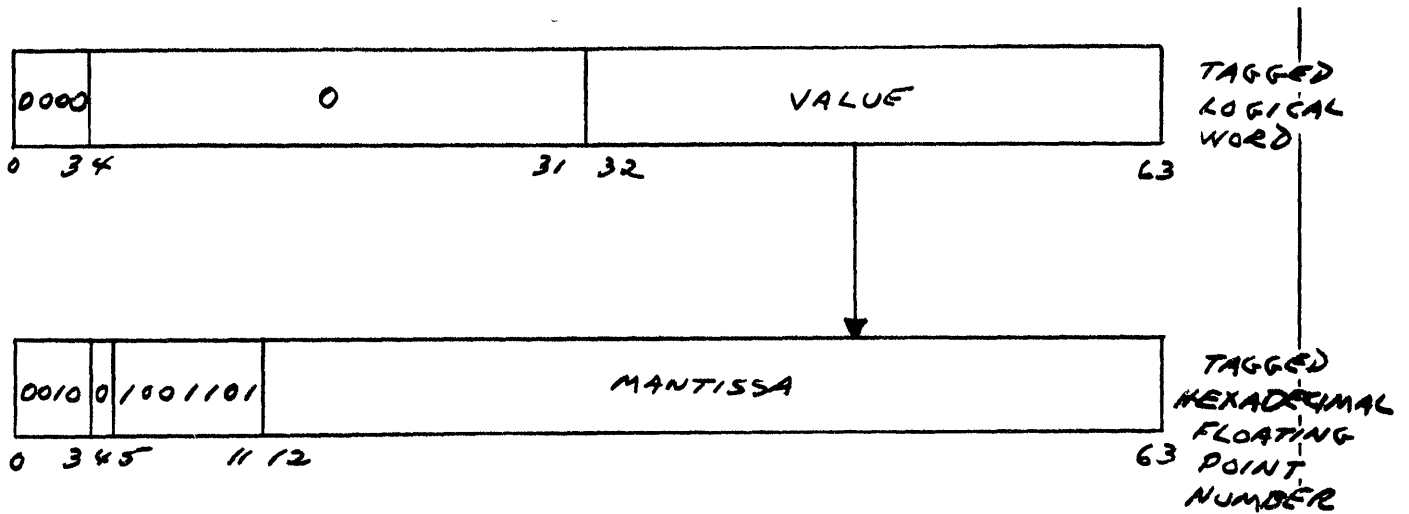 0000 0 VALUE
TAGGED
LOGICAL
WORD
0 3 4 31 32 63
0010 0 1001101 MANTISSA
TAGGED
HEXADECIMAL
FLOATING
POINT
NUMBER
0 3 4 5 11 12 63